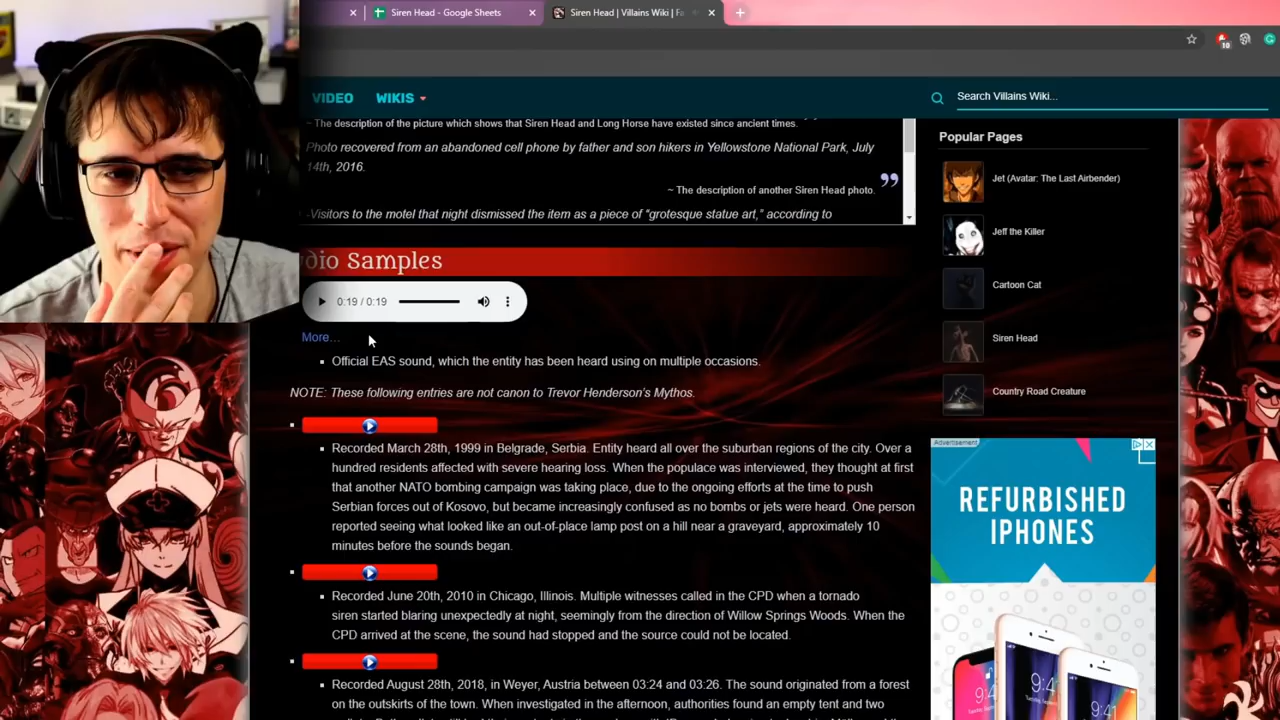 Siren Head - Google Sheets
Siren Head | Villains Wiki | Fa
10
VIDEO
WIKIS
Search Villains Wiki...
~ The description of the picture which shows that Siren Head and Long Horse have existed since ancient times.
Photo recovered from an abandoned cell phone by father and son hikers in Yellowstone National Park, July
14th, 2016.
~ The description of another Siren Head photo.
-Visitors to the motel that night dismissed the item as a piece of "grotesque statue art," according to
dio Samples
0:19 / 0:19
More...
Official EAS sound, which the entity has been heard using on multiple occasions.
NOTE: These following entries are not canon to Trevor Henderson's Mythos.
Recorded March 28th, 1999 in Belgrade, Serbia. Entity heard all over the suburban regions of the city. Over a
hundred residents affected with severe hearing loss. When the populace was interviewed, they thought at first
that another NATO bombing campaign was taking place, due to the ongoing efforts at the time to push
Serbian forces out of Kosovo, but became increasingly confused as no bombs or jets were heard. One person
reported seeing what looked like an out-of-place lamp post on a hill near a graveyard, approximately 10
minutes before the sounds began.
Recorded June 20th, 2010 in Chicago, Illinois. Multiple witnesses called in the CPD when a tornado
siren started blaring unexpectedly at night, seemingly from the direction of Willow Springs Woods. When the
CPD arrived at the scene, the sound had stopped and the source could not be located.
Recorded August 28th, 2018, in Weyer, Austria between 03:24 and 03:26. The sound originated from a forest
on the outskirts of the town. When investigated in the afternoon, authorities found an empty tent and two
Popular Pages
Jet (Avatar: The Last Airbender)
Jeff the Killer
Cartoon Cat
Siren Head
Country Road Creature
Advertisement
REFURBISHED
IPHONES